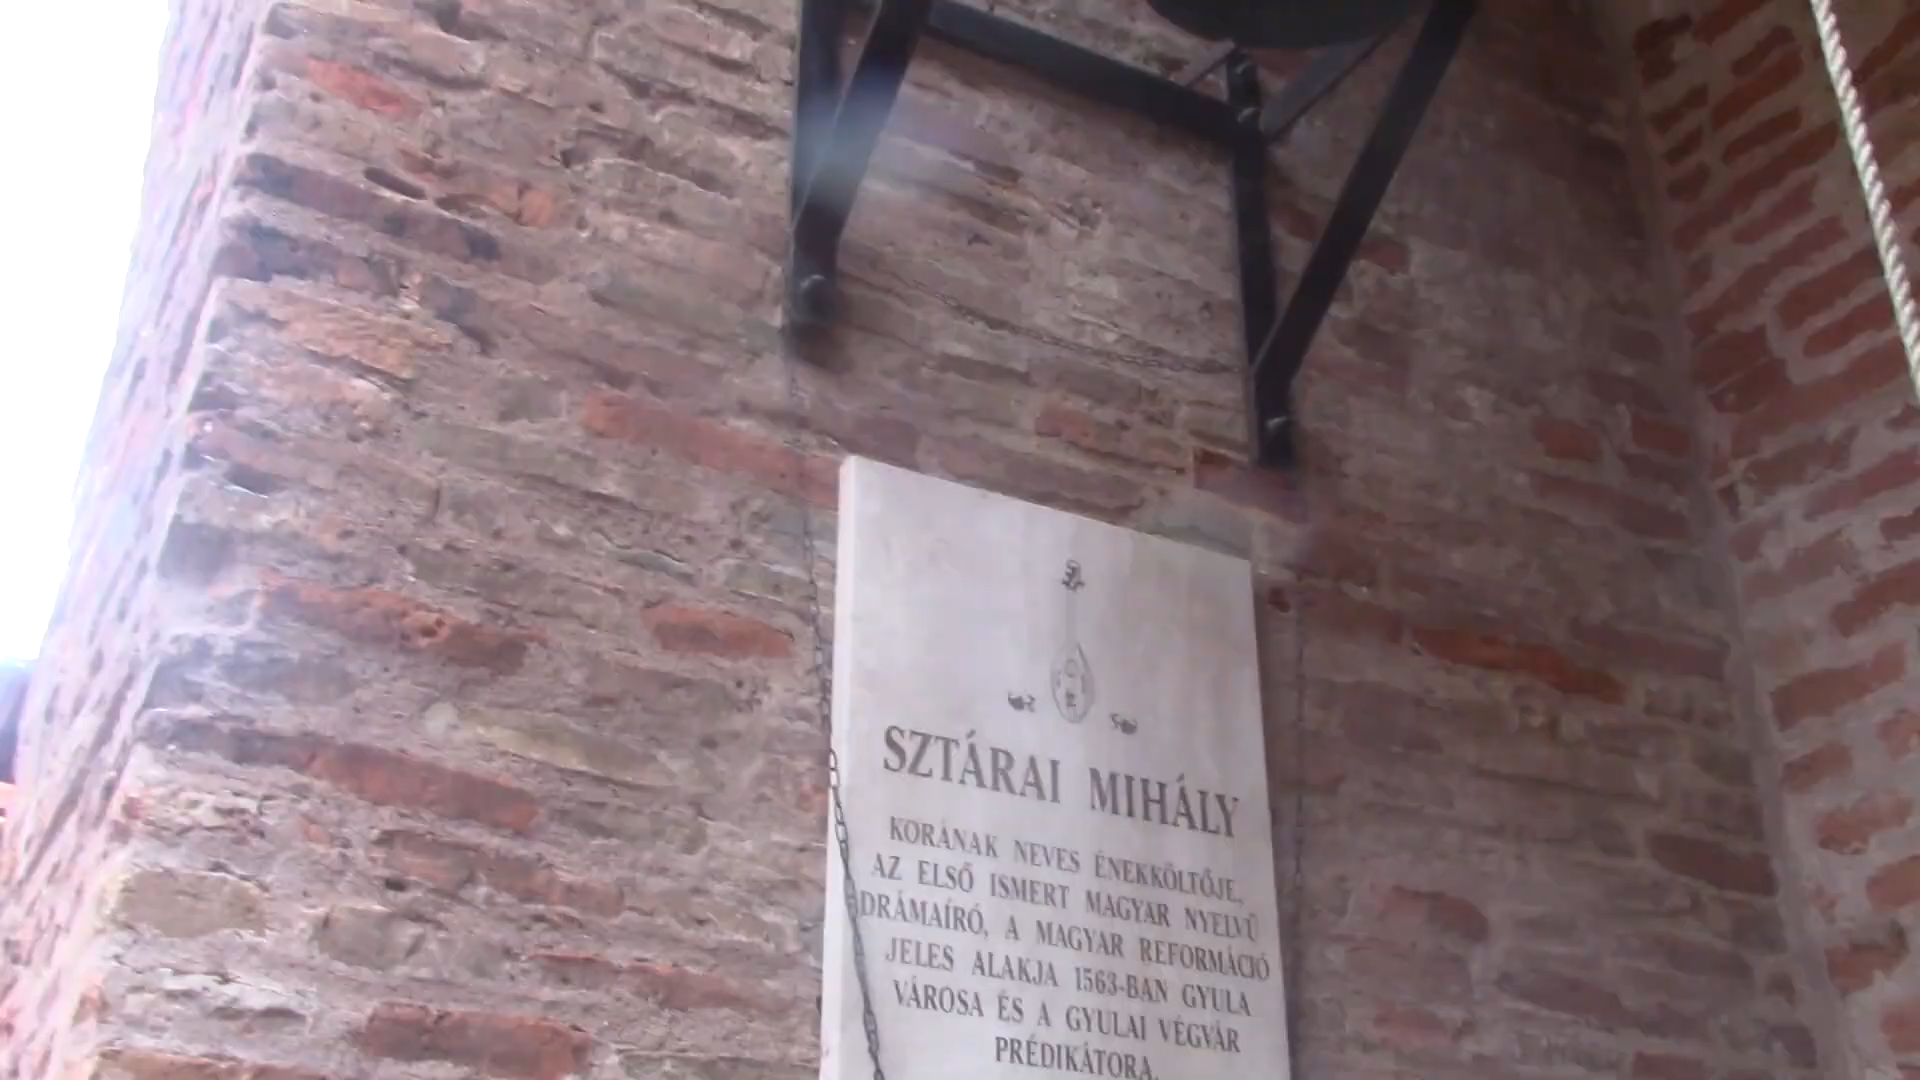 SZTÁRAI MIHÁLY
KORÁNAK NEVES ÉNEKKÖLTŐJE,
AZ ELSŐ ISMERT MAGYAR NYELVŰ
DRÁMAÍRÓ, A MAGYAR REFORMÁCIÓ
JELES ALAKJA 1563-BAN GYULA
VÁROSA ÉS A GYULAI VÉGVÁR
PRÉDIKÁTORA.